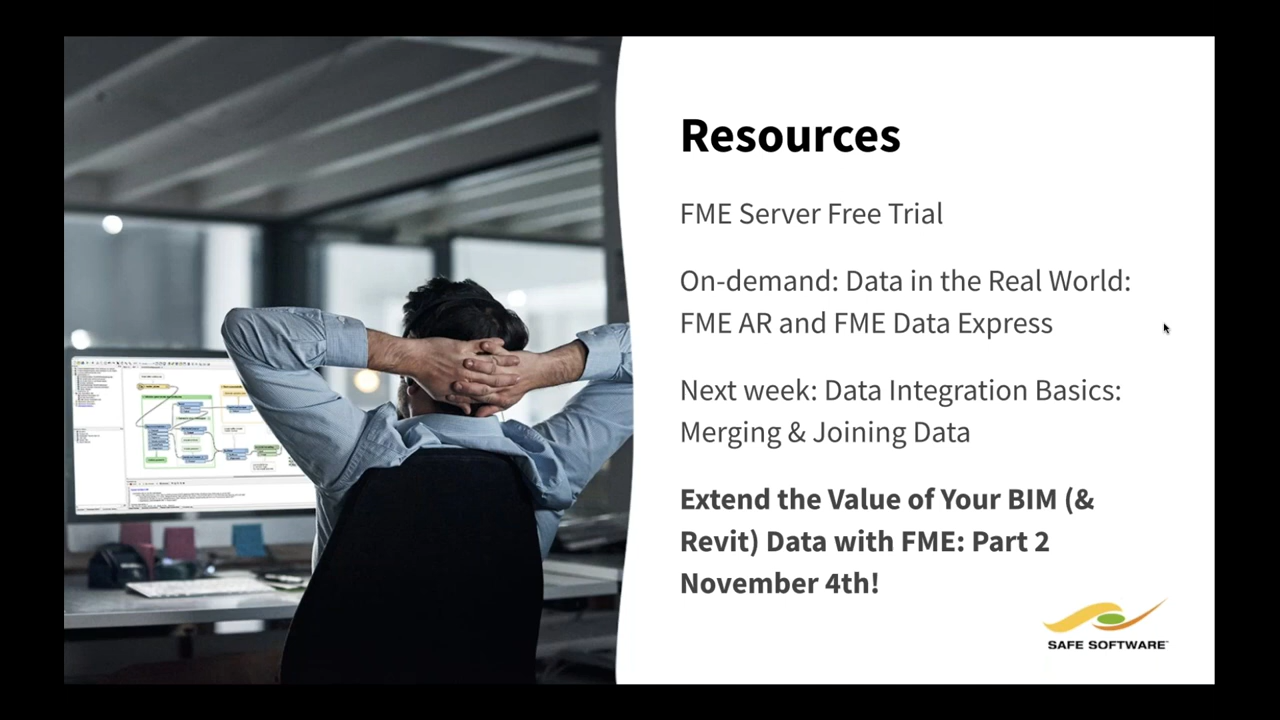 Resources
FME Server Free Trial
On-demand: Data in the Real World:
FME AR and FME Data Express
Next week: Data Integration Basics:
Merging & Joining Data
Extend the Value of Your BIM (&
Revit) Data with FME: Part 2
November 4th!
SAFE SOFTWARE™